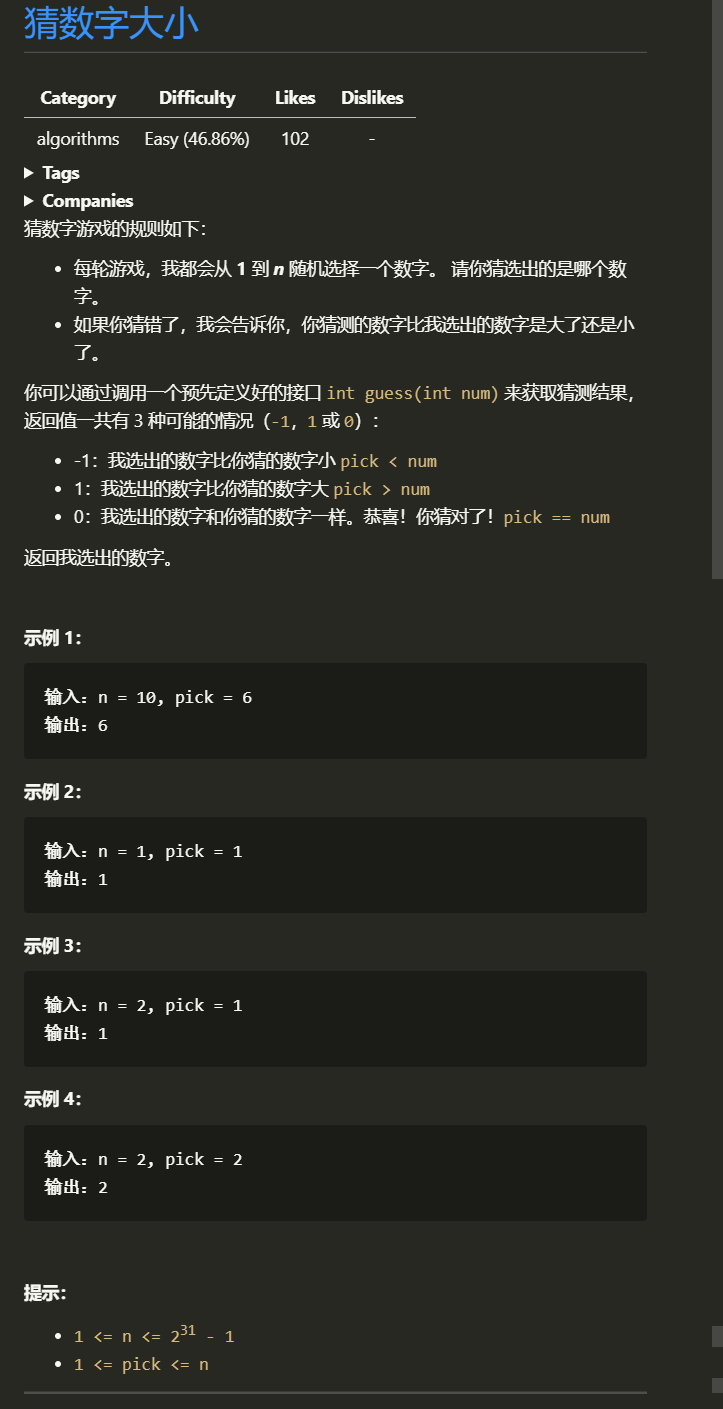 猜数字大小
Category Difficulty Likes Dislikes
algorithms Easy (46.86%) 102 -
▶ Tags
▶ Companies
猜数字游戏的规则如下：
• 每轮游戏，我都会从 1 到 n 随机选择一个数字。 请你猜选出的是哪个数
字。
• 如果你猜错了，我会告诉你，你猜测的数字比我选出的数字是大了还是小
了。
你可以通过调用一个预先定义好的接口 int guess(int num) 来获取猜测结果，
返回值一共有 3 种可能的情况（-1，1 或 0）：
• -1：我选出的数字比你猜的数字小 pick < num
• 1：我选出的数字比你猜的数字大 pick > num
• 0：我选出的数字和你猜的数字一样。恭喜！你猜对了！pick == num
返回我选出的数字。
示例 1：
输入：n = 10, pick = 6
输出：6
示例 2：
输入：n = 1, pick = 1
输出：1
示例 3：
输入：n = 2, pick = 1
输出：1
示例 4：
输入：n = 2, pick = 2
输出：2
提示：
• 1 <= n <= 2³¹ - 1
• 1 <= pick <= n